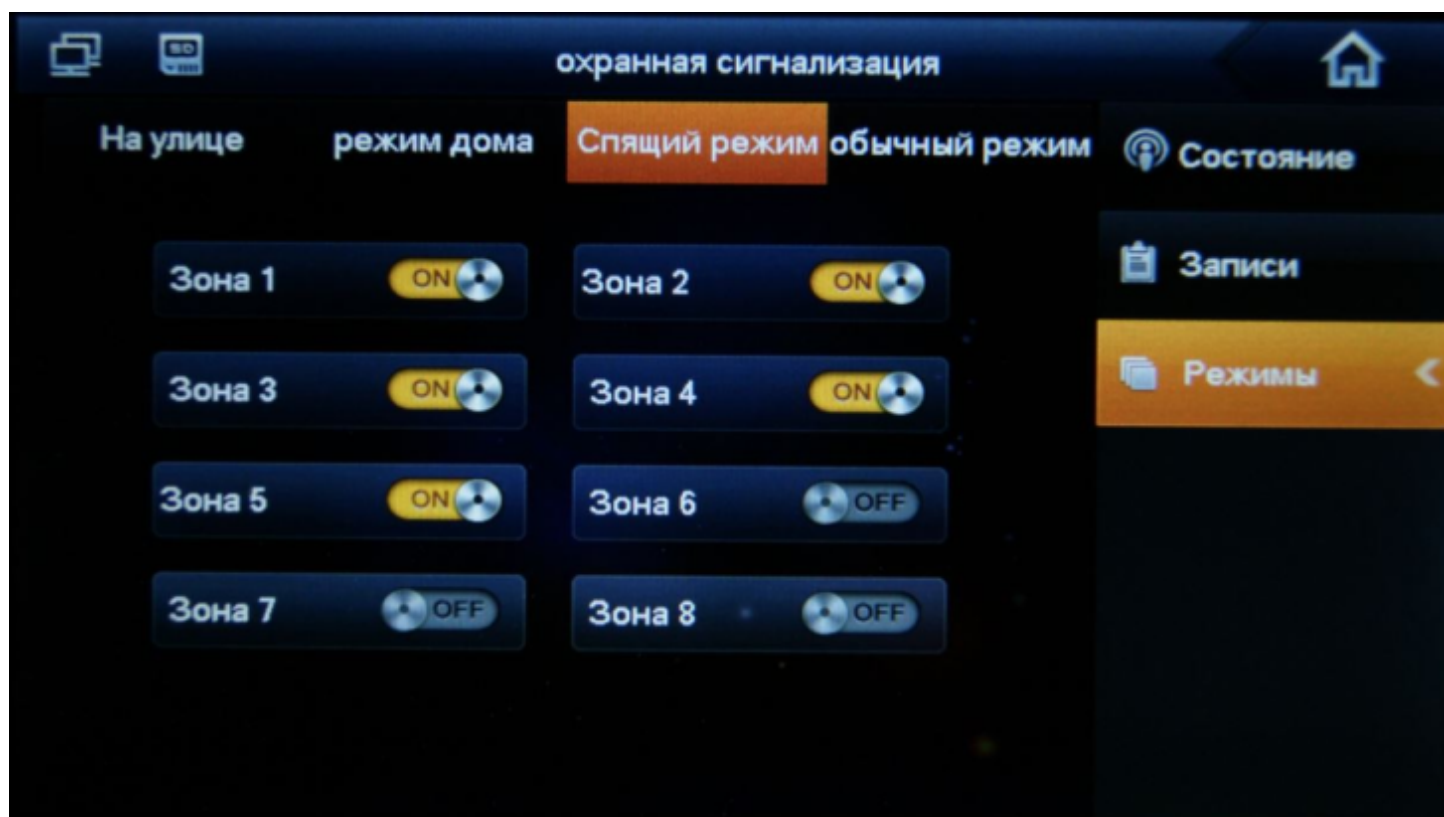 SD
охранная сигнализация
На улице режим дома Спящий режим обычный режим
Состояние
Зона 1 ON Зона 2 ON
Записи
Зона 3 ON Зона 4 ON
Режимы
Зона 5 ON Зона 6 OFF
Зона 7 OFF Зона 8 OFF